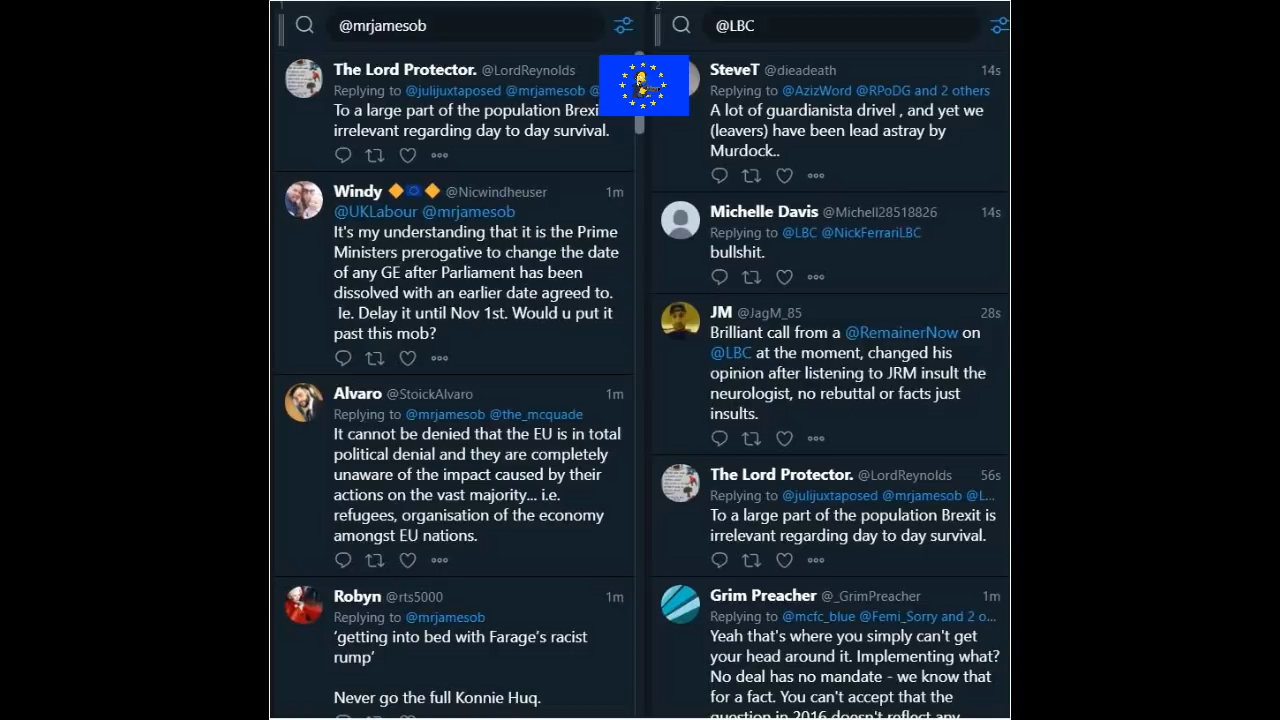 1
@mrjamesob
The Lord Protector. @LordReynolds
Replying to @julijuxtaposed @mrjamesob @
To a large part of the population Brexi
irrelevant regarding day to day survival.
Windy @Nicwindheuser 1m
@UKLabour @mrjamesob
It's my understanding that it is the Prime
Ministers prerogative to change the date
of any GE after Parliament has been
dissolved with an earlier date agreed to.
Ie. Delay it until Nov 1st. Would u put it
past this mob?
Alvaro @StoickAlvaro 1m
Replying to @mrjamesob @the_mcquade
It cannot be denied that the EU is in total
political denial and they are completely
unaware of the impact caused by their
actions on the vast majority... i.e.
refugees, organisation of the economy
amongst EU nations.
Robyn @rts5000 1m
Replying to @mrjamesob
‘getting into bed with Farage’s racist
rump’
Never go the full Konnie Huq.
2
@LBC
SteveT @dieadeath 14s
Replying to @AzizWord @RPoDG and 2 others
A lot of guardianista drivel , and yet we
(leavers) have been lead astray by
Murdock..
Michelle Davis @Michell28518826 14s
Replying to @LBC @NickFerrariLBC
bullshit.
JM @JagM_85 28s
Brilliant call from a @RemainerNow on
@LBC at the moment, changed his
opinion after listening to JRM insult the
neurologist, no rebuttal or facts just
insults.
The Lord Protector. @LordReynolds 56s
Replying to @julijuxtaposed @mrjamesob @L...
To a large part of the population Brexit is
irrelevant regarding day to day survival.
Grim Preacher @_GrimPreacher 1m
Replying to @mcfc_blue @Femi_Sorry and 2 o...
Yeah that's where you simply can't get
your head around it. Implementing what?
No deal has no mandate - we know that
for a fact. You can't accept that the
question in 2016 doesn't reflect any